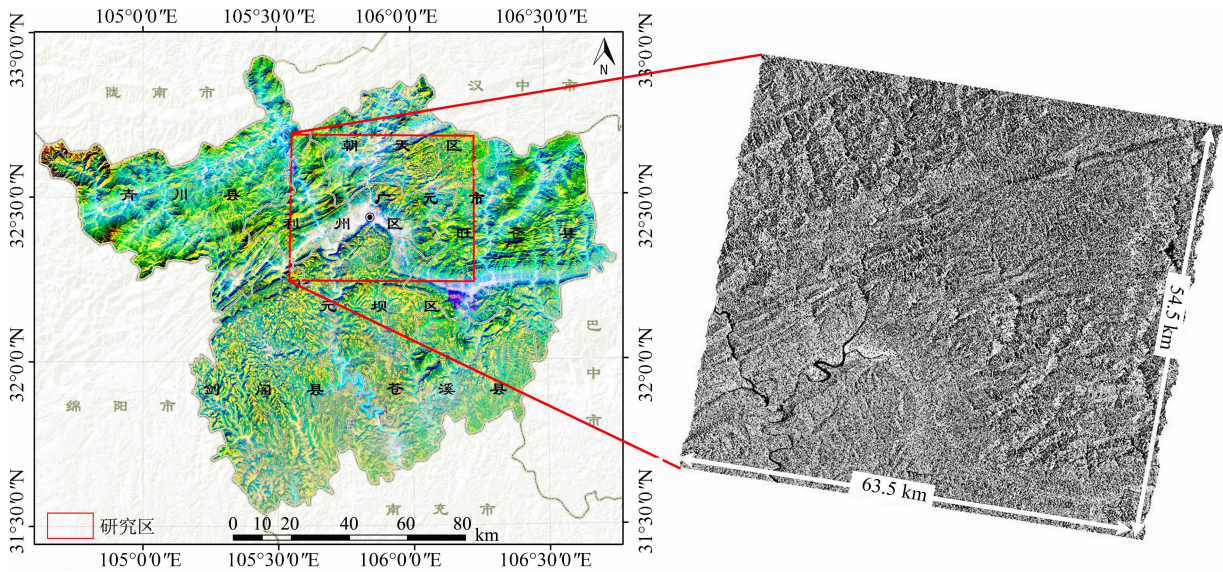 105°0′0″E 105°30′0″E 106°0′0″E 106°30′0″E
33°0′0″N
33°0′0″N
N
陇南市
汉中市
朝天区
青川县
广元市
32°30′0″N
32°30′0″N
利州区
旺苍县
元坝区
巴中市
32°0′0″N
32°0′0″N
剑阁县
苍溪县
绵阳市
南充市
31°30′0″N
31°30′0″N
研究区
0 10 20 40 60 80
km
105°0′0″E 105°30′0″E 106°0′0″E 106°30′0″E
54.5 km
63.5 km